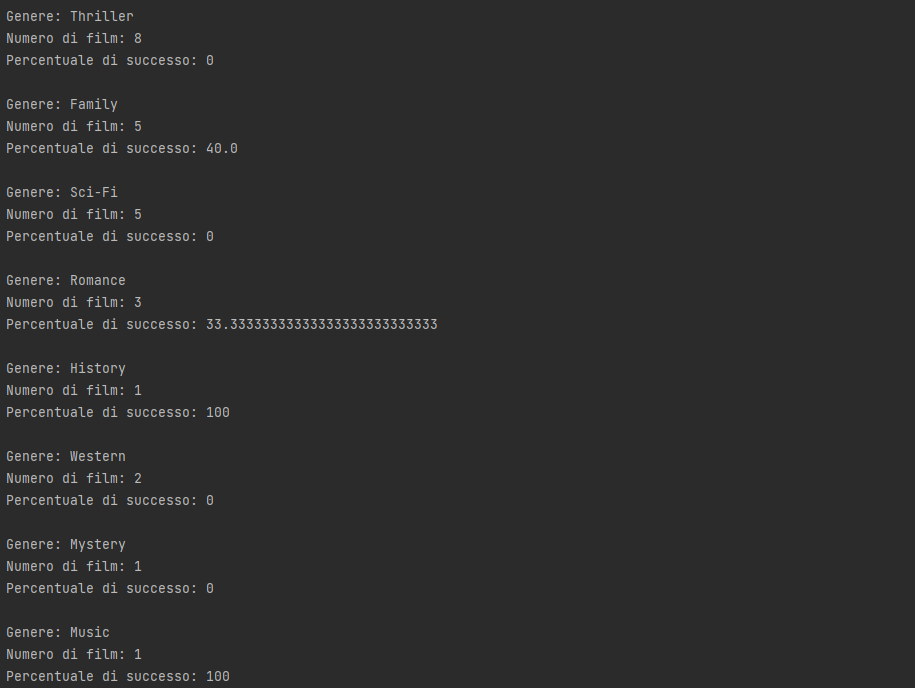 Genere: Thriller
Numero di film: 8
Percentuale di successo: 0
Genere: Family
Numero di film: 5
Percentuale di successo: 40.0
Genere: Sci-Fi
Numero di film: 5
Percentuale di successo: 0
Genere: Romance
Numero di film: 3
Percentuale di successo: 33.33333333333333333333333333
Genere: History
Numero di film: 1
Percentuale di successo: 100
Genere: Western
Numero di film: 2
Percentuale di successo: 0
Genere: Mystery
Numero di film: 1
Percentuale di successo: 0
Genere: Music
Numero di film: 1
Percentuale di successo: 100